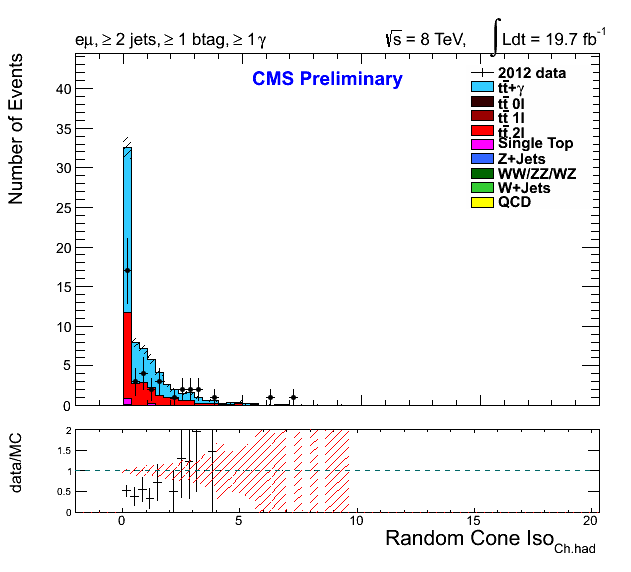 eμ, ≥ 2 jets, ≥ 1 btag, ≥ 1 γ
√s = 8 TeV, ∫ Ldt = 19.7 fb⁻¹
CMS Preliminary
Number of Events
40
35
30
25
20
15
10
5
0
2012 data
tt̄+γ
tt̄ 0l
tt̄ 1l
tt̄ 2l
Single Top
Z+Jets
WW/ZZ/WZ
W+Jets
QCD
data/MC
2
1.5
1
0.5
0
0 5 10 15 20
Random Cone Iso Ch.had